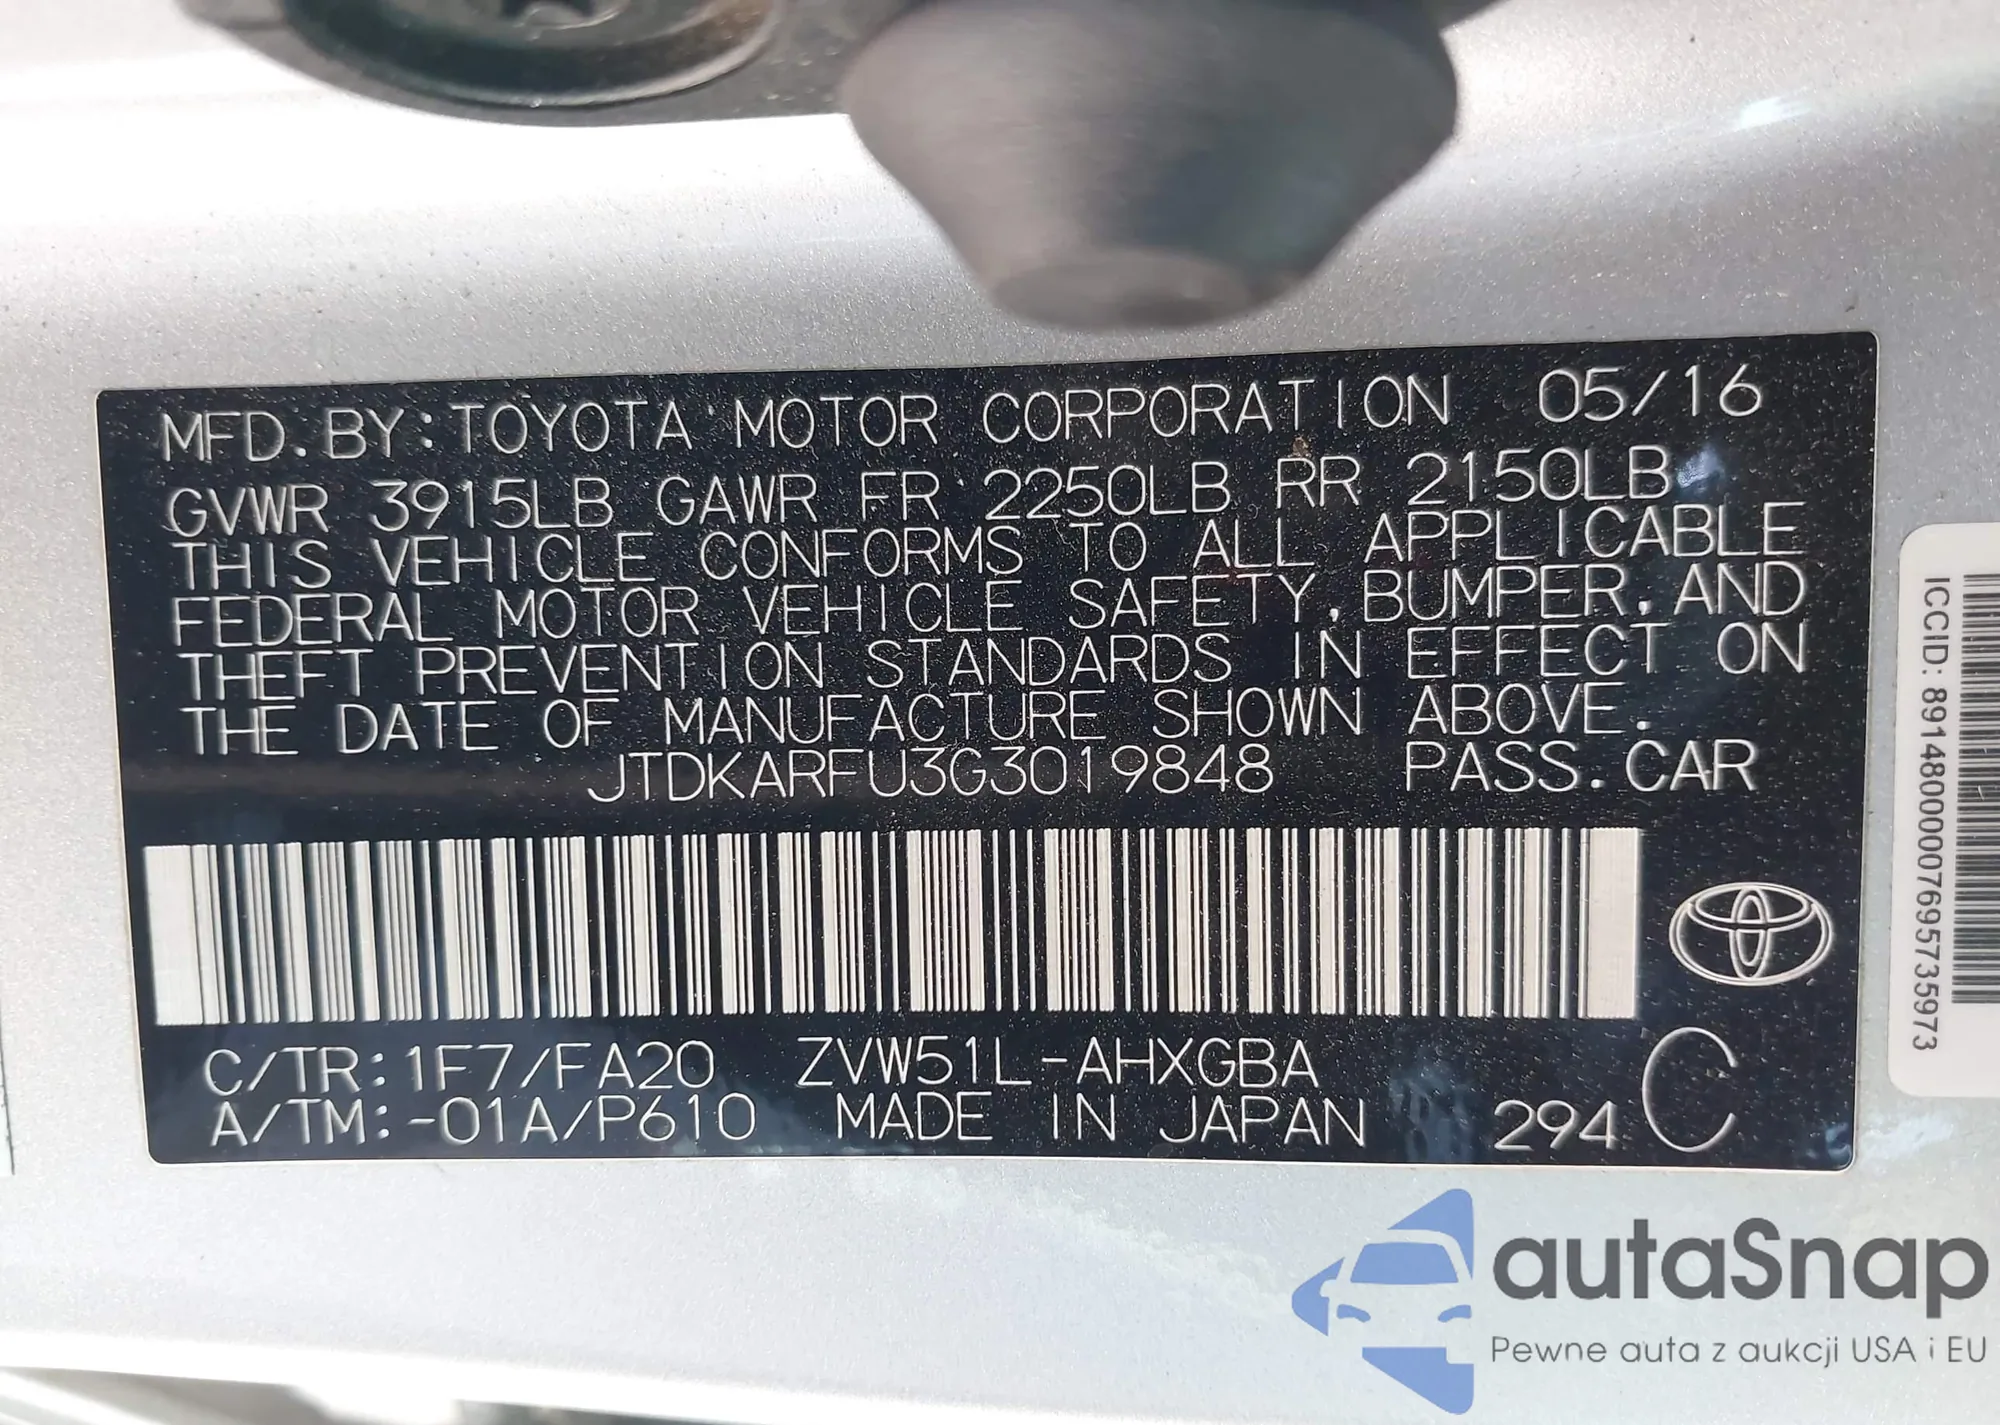 MFD. BY: TOYOTA MOTOR CORPORATION 05/16
GVWR 3915LB GAWR FR 2250LB RR 2150LB
THIS VEHICLE CONFORMS TO ALL APPLICABLE
FEDERAL MOTOR VEHICLE SAFETY, BUMPER, AND
THEFT PREVENTION STANDARDS IN EFFECT ON
THE DATE OF MANUFACTURE SHOWN ABOVE.
JTDKARFU3G3019848 PASS. CAR
C/TR: 1F7/FA20 ZVW51L-AHXGBA C
A/TM: -01A/P610 MADE IN JAPAN 294
ICCID: 89148000007695735973
autaSnap
Pewne auta z aukcji USA i EU